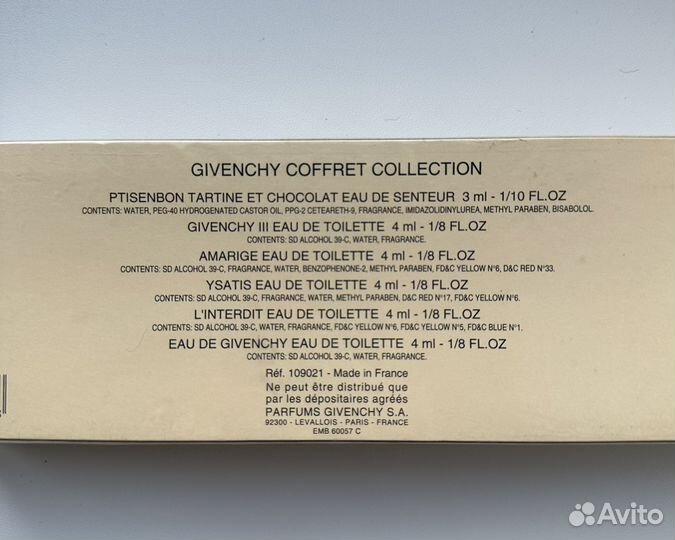 GIVENCHY COFFRET COLLECTION
PTISENBON TARTINE ET CHOCOLAT EAU DE SENTEUR 3 ml - 1/10 FL.OZ
CONTENTS: WATER, PEG-40 HYDROGENATED CASTOR OIL, PPG-2 CETEARETH-9, FRAGRANCE, IMIDAZOLIDINYLUREA, METHYL PARABEN, BISABOLOL.
GIVENCHY III EAU DE TOILETTE 4 ml - 1/8 FL.OZ
CONTENTS: SD ALCOHOL 39-C, WATER, FRAGRANCE.
AMARIGE EAU DE TOILETTE 4 ml - 1/8 FL.OZ
CONTENTS: SD ALCOHOL 39-C, FRAGRANCE, WATER, BENZOPHENONE-2, METHYL PARABEN, FD&C YELLOW N°6, D&C RED N°33.
YSATIS EAU DE TOILETTE 4 ml - 1/8 FL.OZ
CONTENTS: SD ALCOHOL 39-C, FRAGRANCE, WATER, METHYL PARABEN, D&C RED N°17, FD&C YELLOW N°6.
L'INTERDIT EAU DE TOILETTE 4 ml - 1/8 FL.OZ
CONTENTS: SD ALCOHOL 39-C, WATER, FRAGRANCE, FD&C YELLOW N°6, FD&C YELLOW N°5, FD&C BLUE N°1.
EAU DE GIVENCHY EAU DE TOILETTE 4 ml - 1/8 FL.OZ
CONTENTS: SD ALCOHOL 39-C, WATER, FRAGRANCE.
Réf. 109021 - Made in France
Ne peut être distribué que
par les dépositaires agréés
PARFUMS GIVENCHY S.A.
92300 - LEVALLOIS - PARIS - FRANCE
EMB 60057 C
Avito